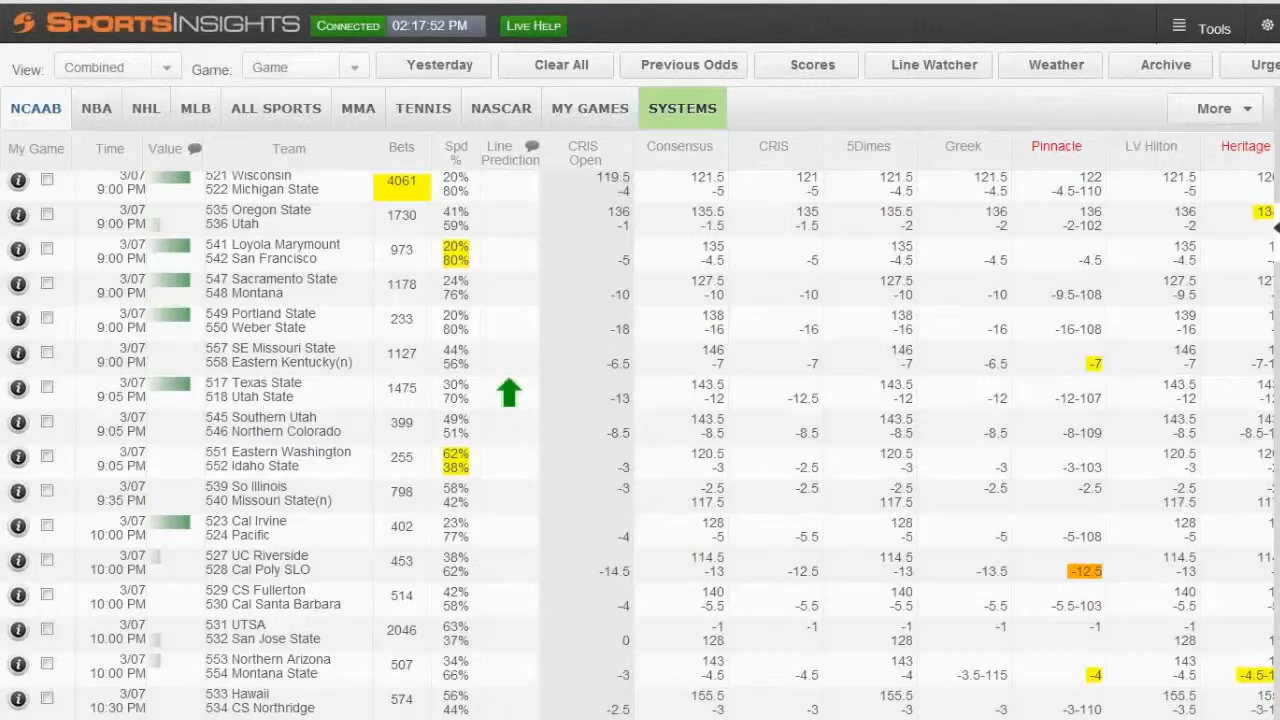 SPORTSINSIGHTS CONNECTED 02:17:52 PM LIVE HELP Tools
View: Combined Game: Game Yesterday Clear All Previous Odds Scores Line Watcher Weather Archive Urge
NCAAB NBA NHL MLB ALL SPORTS MMA TENNIS NASCAR MY GAMES SYSTEMS More
My Game Time Value Team Bets Spd % Line Prediction CRIS Open Consensus CRIS 5Dimes Greek Pinnacle LV Hilton Heritage
3/07 521 Wisconsin 4061 20% 119.5 121.5 121 121.5 121.5 122 121.5
9:00 PM 522 Michigan State 80% -4 -5 -5 -4.5 -4.5 -4.5-110 -5
3/07 535 Oregon State 1730 41% 136 135.5 135 135.5 136 136 136
9:00 PM 536 Utah 59% -1 -1.5 -1.5 -2 -2 -2-102 -2
3/07 541 Loyola Marymount 973 20% 135 135 135
9:00 PM 542 San Francisco 80% -5 -4.5 -5 -4.5 -4.5 -4.5 -4.5
3/07 547 Sacramento State 1178 24% 127.5 127.5 127.5
9:00 PM 548 Montana 76% -10 -10 -10 -10 -10 -9.5-108 -9.5
3/07 549 Portland State 233 20% 138 138 139
9:00 PM 550 Weber State 80% -18 -16 -16 -16 -16 -16-108 -16
3/07 557 SE Missouri State 1127 44% 146 146 146
9:00 PM 558 Eastern Kentucky(n) 56% -6.5 -7 -7 -7 -6.5 -7 -7 -7-1
3/07 517 Texas State 1475 30% 143.5 143.5 143.5
9:05 PM 518 Utah State 70% -13 -12 -12.5 -12 -12 -12-107 -12
3/07 545 Southern Utah 399 49% 143.5 143.5 143.5
9:05 PM 546 Northern Colorado 51% -8.5 -8.5 -8.5 -8.5 -8.5 -8-109 -8.5 -8.5-1
3/07 551 Eastern Washington 255 62% 120.5 120.5 120.5
9:05 PM 552 Idaho State 38% -3 -3 -2.5 -3 -3 -3-103 -3
3/07 539 So Illinois 798 58% -3 -2.5 -2.5 -2.5 -2.5 -2.5 -2.5
9:35 PM 540 Missouri State(n) 42% 117.5 117.5 117.5
3/07 523 Cal Irvine 402 23% 128 128 128
10:00 PM 524 Pacific 77% -4 -5 -5.5 -5 -5 -5-108 -5
3/07 527 UC Riverside 453 38% 114.5 114.5 114.5
10:00 PM 528 Cal Poly SLO 62% -14.5 -13 -12.5 -13 -13.5 -12.5 -13
3/07 529 CS Fullerton 514 42% 140 140 140
10:00 PM 530 Cal Santa Barbara 58% -4 -5.5 -5.5 -5.5 -5.5 -5.5-103 -5.5
3/07 531 UTSA 2046 63% -1 -1 -1 -1 -1 -1
10:00 PM 532 San Jose State 37% 0 128 128 128
3/07 553 Northern Arizona 507 34% 143 143 143
10:00 PM 554 Montana State 66% -3 -4.5 -4.5 -4 -3.5-115 -4 -4.5 -4.5-1
3/07 533 Hawaii 574 56% 155.5 155.5 155.5
10:30 PM 534 CS Northridge 44% -2.5 -3 -3 -3 -3 -3-110 -3.5 -3-1